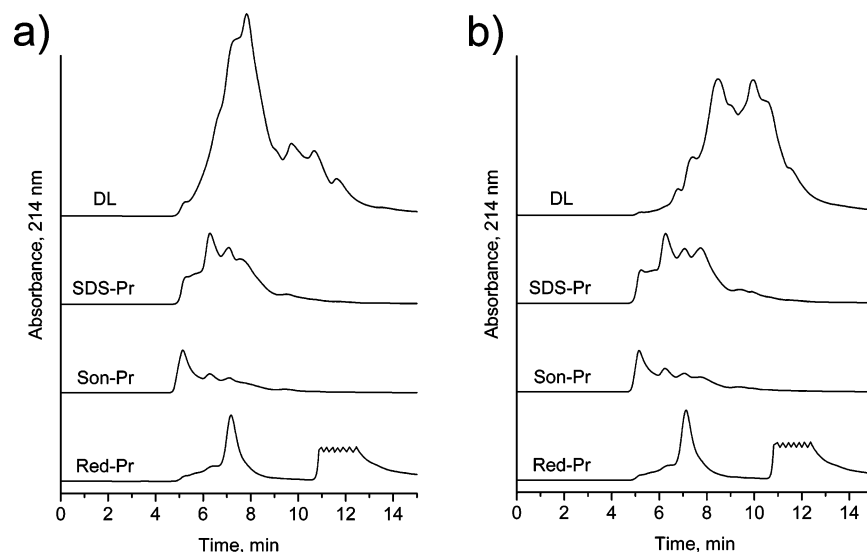 a)
Absorbance, 214 nm
DL
SDS-Pr
Son-Pr
Red-Pr
0 2 4 6 8 10 12 14
Time, min
b)
Absorbance, 214 nm
DL
SDS-Pr
Son-Pr
Red-Pr
0 2 4 6 8 10 12 14
Time, min